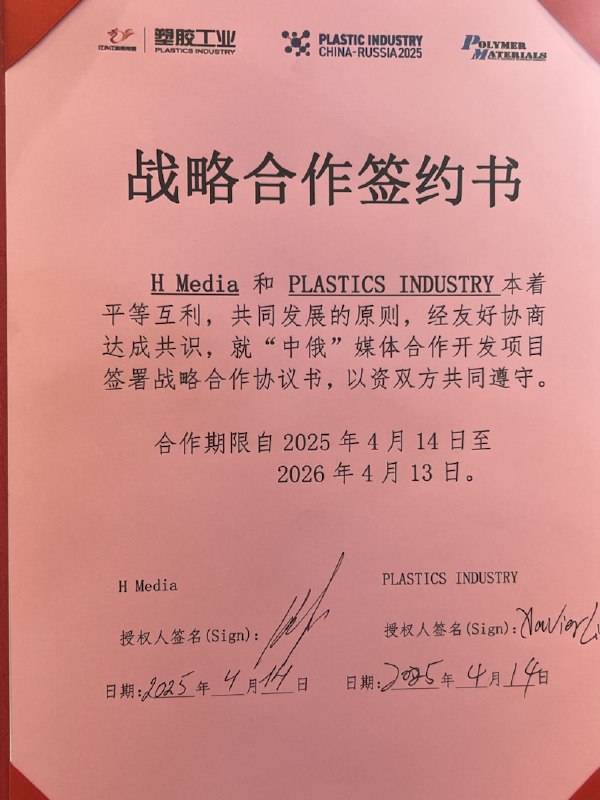 塑胶工业
PLASTICS INDUSTRY
PLASTIC INDUSTRY
CHINA-RUSSIA 2025
POLYMER
MATERIALS
战略合作签约书
H Media 和 PLASTICS INDUSTRY 本着
平等互利，共同发展的原则，经友好协商
达成共识，就“中俄”媒体合作开发项目
签署战略合作协议书，以资双方共同遵守。
合作期限自 2025 年 4 月 14 日至
2026 年 4 月 13 日。
H Media
授权人签名(Sign):
日期:2025 年 4 月 14 日
PLASTICS INDUSTRY
授权人签名(Sign): Xavier Li
日期:2025 年 4 月 14 日